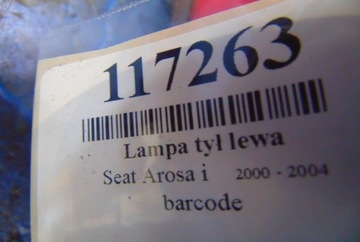 117263
Lampa tył lewa
Seat Arosa i 2000 - 2004
barcode